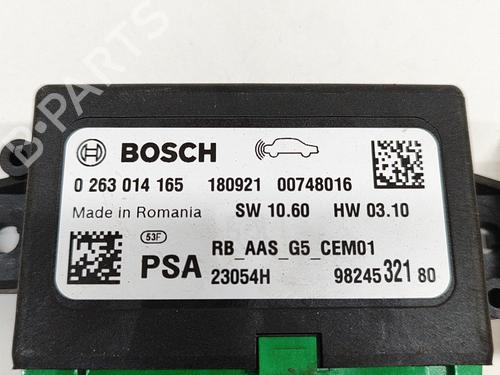 BOSCH
0 263 014 165 180921 00748016
Made in Romania SW 10.60 HW 03.10
53F RB_AAS_G5_CEM01
PSA 23054H 98245 321 80
B-PARTS